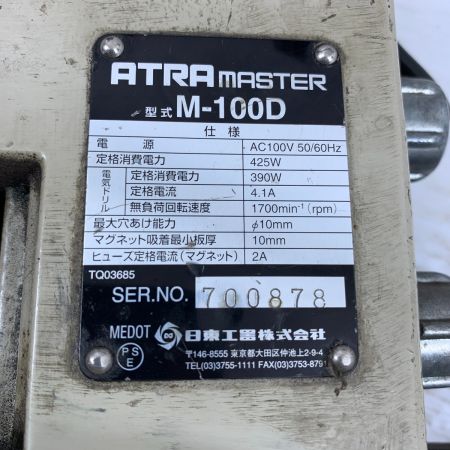 ATRA MASTER
型式 M-100D
仕様
電源 AC100V 50/60Hz
定格消費電力 425W
電気ドリル 定格消費電力 390W
定格電流 4.1A
無負荷回転速度 1700min⁻¹ (rpm)
最大穴あけ能力 φ10mm
マグネット吸着最小板厚 10mm
ヒューズ定格電流(マグネット) 2A
TQ03685
SER.NO. 700878
MEDOT 日東工器株式会社
PSE
〒146-8555 東京都大田区仲池上2-9-4
TEL(03)3755-1111 FAX(03)3753-8791